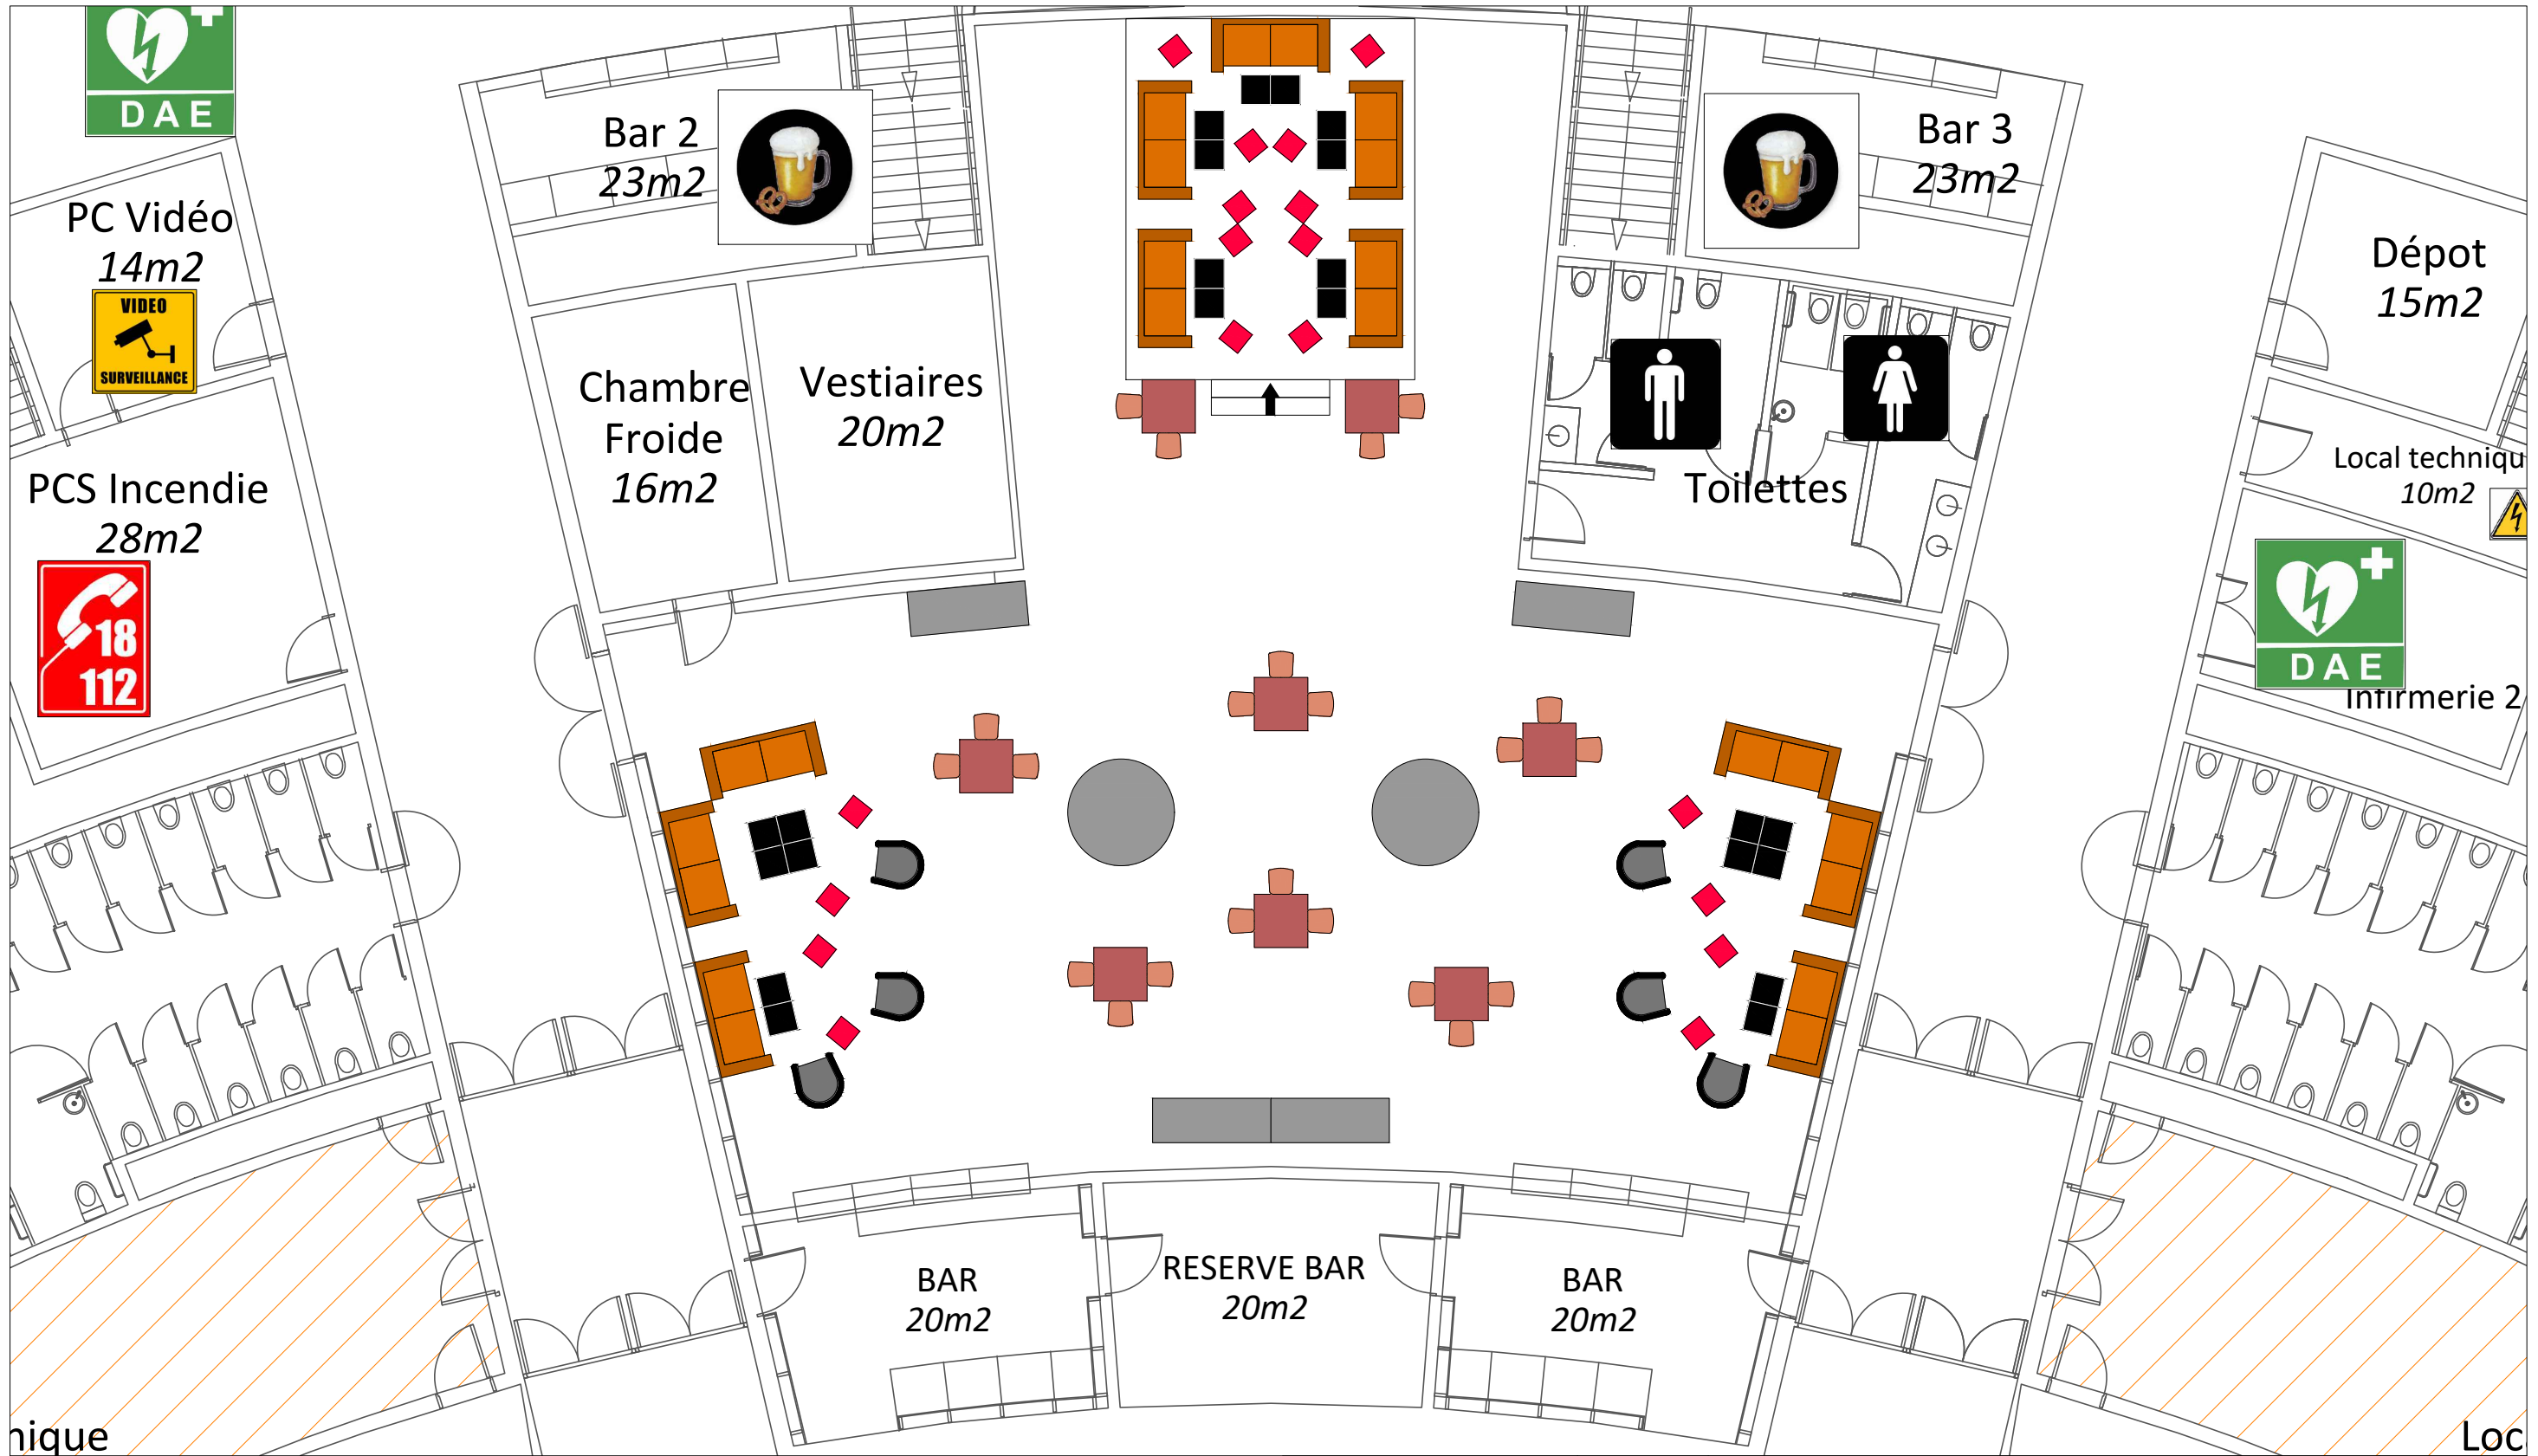 DAE
PC Vidéo
14m2
VIDEO
SURVEILLANCE
PCS Incendie
28m2
18
112
Bar 2
23m2
Chambre
Froide
16m2
Vestiaires
20m2
Bar 3
23m2
Toilettes
Dépot
15m2
Local techniqu
10m2
DAE
Infirmerie 2
BAR
20m2
RESERVE BAR
20m2
BAR
20m2
nique
Loc